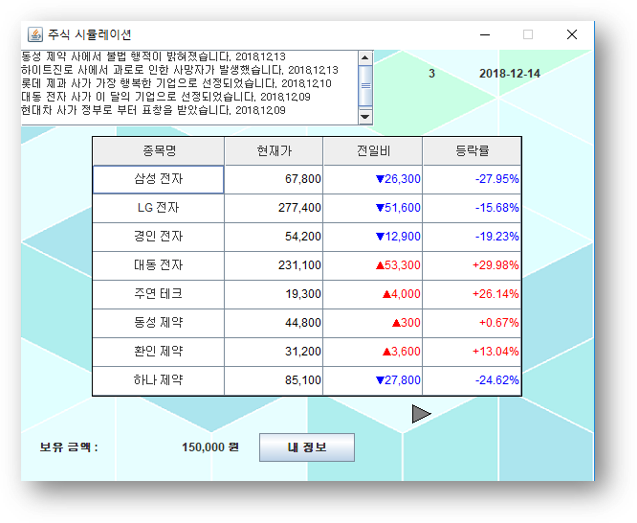 주식 시뮬레이션
동성 제약 사에서 불법 행적이 밝혀졌습니다. 2018,12,13
하이트진로 사에서 과로로 인한 사망자가 발생했습니다. 2018,12,13
롯데 제과 사가 가장 행복한 기업으로 선정되었습니다. 2018,12,10
대동 전자 사가 이 달의 기업으로 선정되었습니다. 2018,12,09
현대차 사가 정부로 부터 표창을 받았습니다. 2018,12,09
3 2018-12-14
종목명 현재가 전일비 등락률
삼성 전자 67,800 ▼26,300 -27.95%
LG 전자 277,400 ▼51,600 -15.68%
경인 전자 54,200 ▼12,900 -19.23%
대동 전자 231,100 ▲53,300 +29.98%
주연 테크 19,300 ▲4,000 +26.14%
동성 제약 44,800 ▲300 +0.67%
환인 제약 31,200 ▲3,600 +13.04%
하나 제약 85,100 ▼27,800 -24.62%
보유 금액 : 150,000 원 내 정보